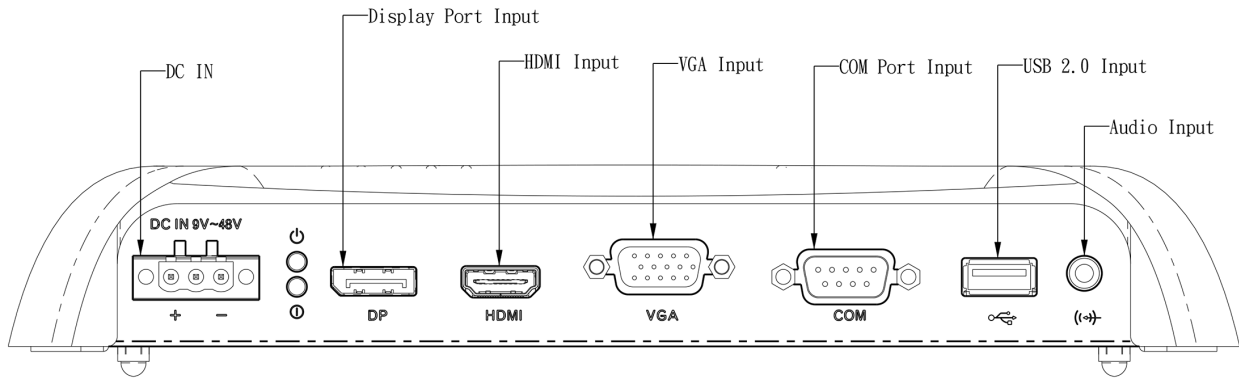 Display Port Input
HDMI Input
VGA Input
COM Port Input
USB 2.0 Input
DC IN
Audio Input
DC IN 9V~48V
+ −
DP
HDMI
VGA
COM